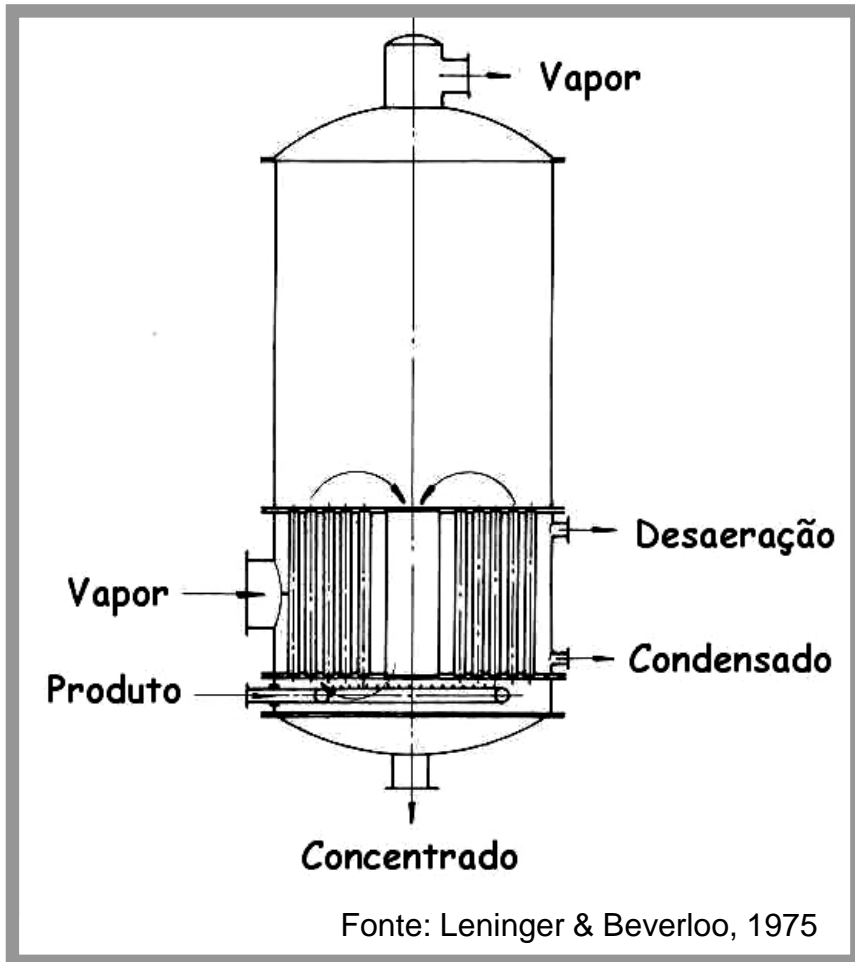 Vapor
Desaeração
Vapor
Condensado
Produto
Concentrado
Fonte: Leninger & Beverloo, 1975